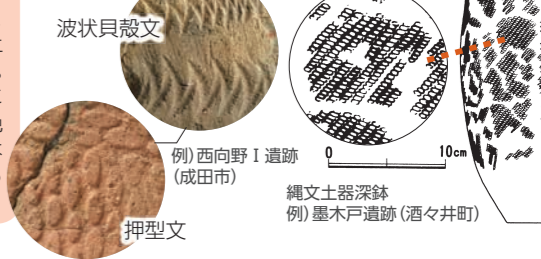 波状貝殻文
例)西向野Ⅰ遺跡
(成田市)
押型文
0 10cm
縄文土器深鉢
例)墨木戸遺跡(酒々井町)